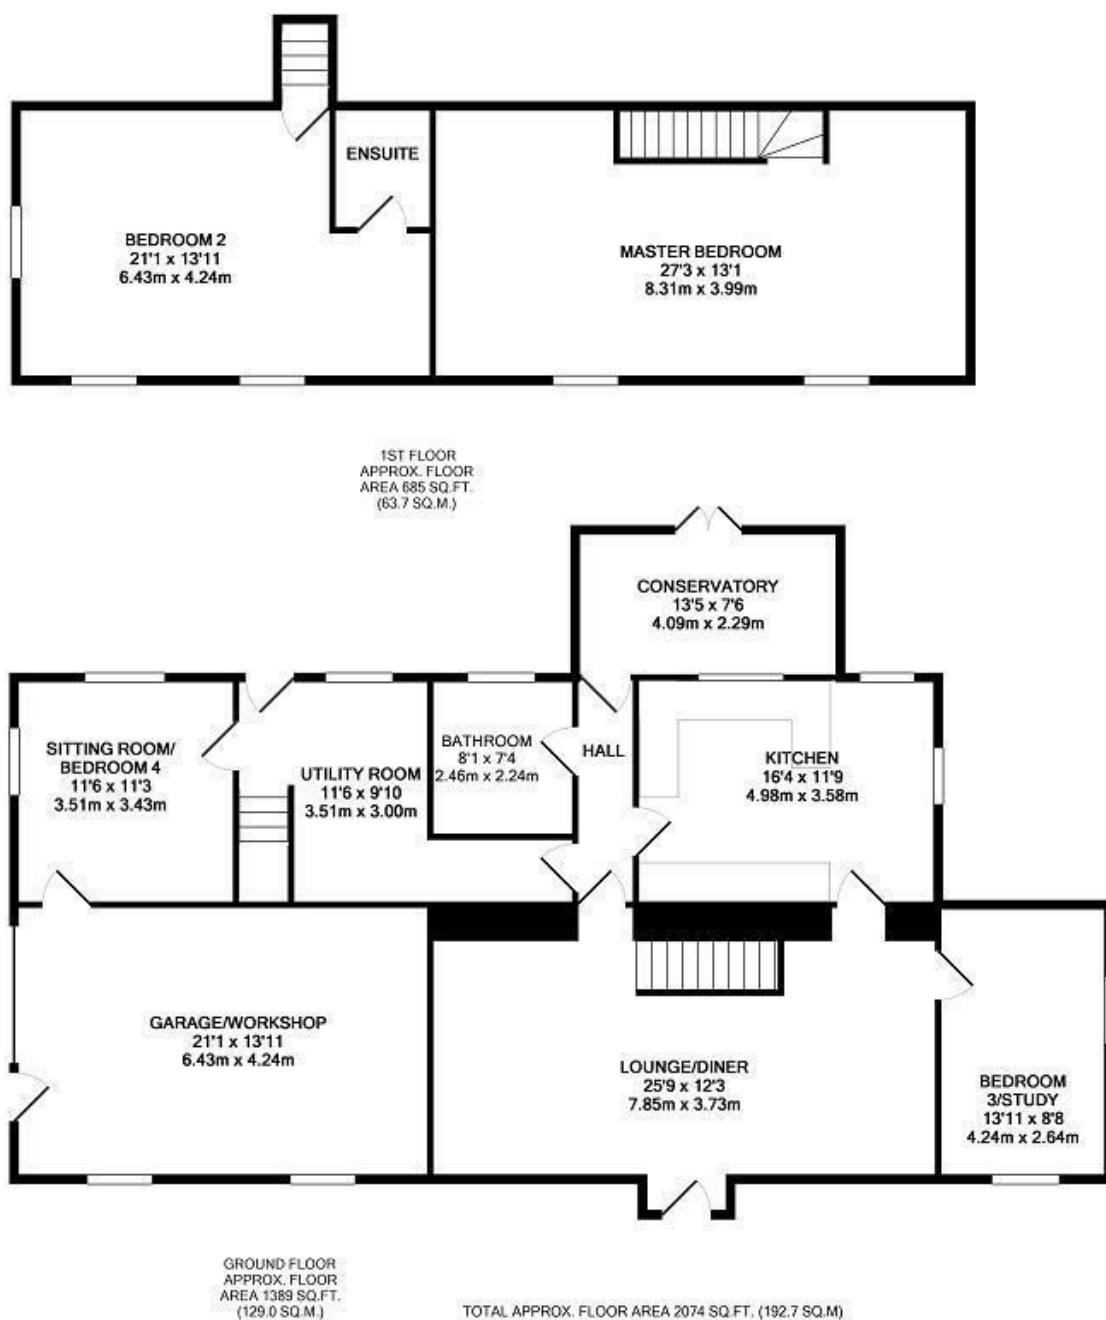 ENSUITE
BEDROOM 2
21'1 x 13'11
6.43m x 4.24m
MASTER BEDROOM
27'3 x 13'1
8.31m x 3.99m
1ST FLOOR
APPROX. FLOOR
AREA 685 SQ.FT.
(63.7 SQ.M.)
CONSERVATORY
13'5 x 7'6
4.09m x 2.29m
SITTING ROOM/
BEDROOM 4
11'6 x 11'3
3.51m x 3.43m
UTILITY ROOM
11'6 x 9'10
3.51m x 3.00m
BATHROOM
8'1 x 7'4
2.46m x 2.24m
HALL
KITCHEN
16'4 x 11'9
4.98m x 3.58m
GARAGE/WORKSHOP
21'1 x 13'11
6.43m x 4.24m
LOUNGE/DINER
25'9 x 12'3
7.85m x 3.73m
BEDROOM
3/STUDY
13'11 x 8'8
4.24m x 2.64m
GROUND FLOOR
APPROX. FLOOR
AREA 1389 SQ.FT.
(129.0 SQ.M.)
TOTAL APPROX. FLOOR AREA 2074 SQ.FT. (192.7 SQ.M)